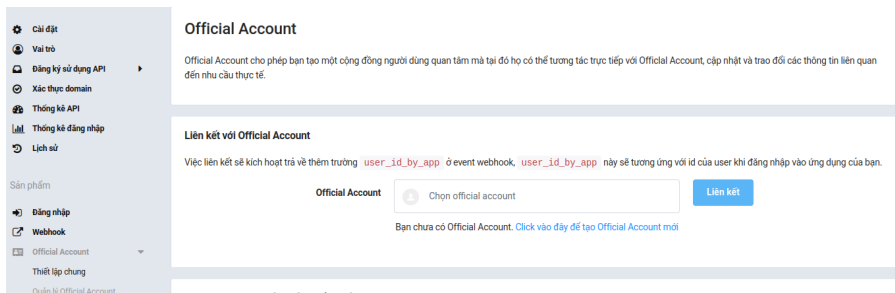 Cài đặt
Vai trò
Đăng ký sử dụng API
Xác thực domain
Thống kê API
Thống kê đăng nhập
Lịch sử
Sản phẩm
Đăng nhập
Webhook
Official Account
Thiết lập chung
Quản lý Official Account
Official Account
Official Account cho phép bạn tạo một cộng đồng người dùng quan tâm mà tại đó họ có thể tương tác trực tiếp với Official Account, cập nhật và trao đổi các thông tin liên quan
đến nhu cầu thực tế.
Liên kết với Official Account
Việc liên kết sẽ kích hoạt trả về thêm trường user_id_by_app ở event webhook, user_id_by_app này sẽ tương ứng với id của user khi đăng nhập vào ứng dụng của bạn.
Official Account
Chọn official account
Liên kết
Bạn chưa có Official Account. Click vào đây để tạo Official Account mới